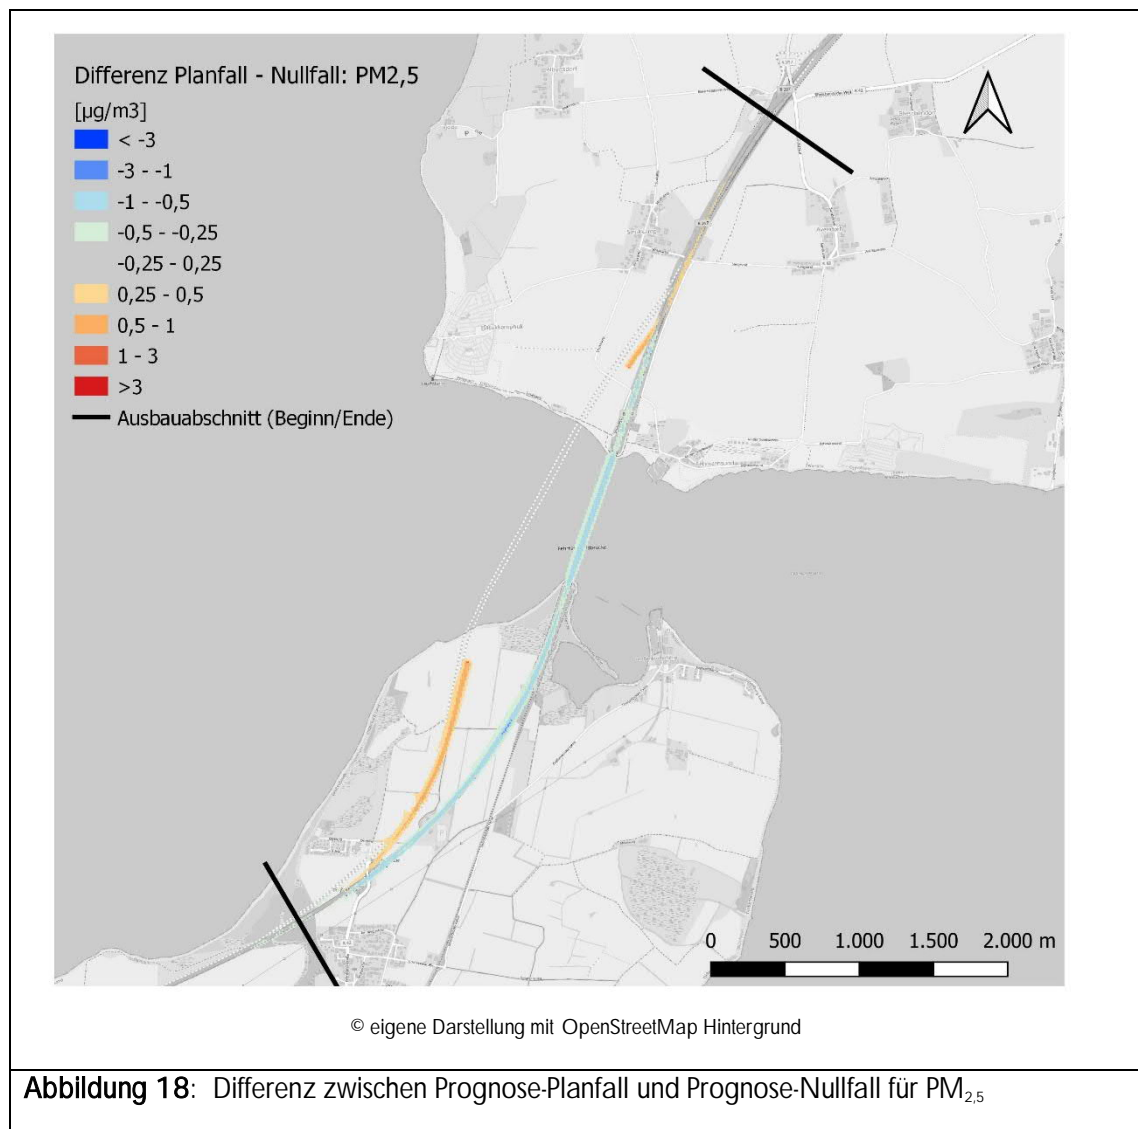 Differenz Planfall - Nullfall: PM2,5
[µg/m3]
< -3
-3 - -1
-1 - -0,5
-0,5 - -0,25
-0,25 - 0,25
0,25 - 0,5
0,5 - 1
1 - 3
>3
Ausbauabschnitt (Beginn/Ende)
0 500 1.000 1.500 2.000 m
© eigene Darstellung mit OpenStreetMap Hintergrund
Abbildung 18: Differenz zwischen Prognose-Planfall und Prognose-Nullfall für PM2,5